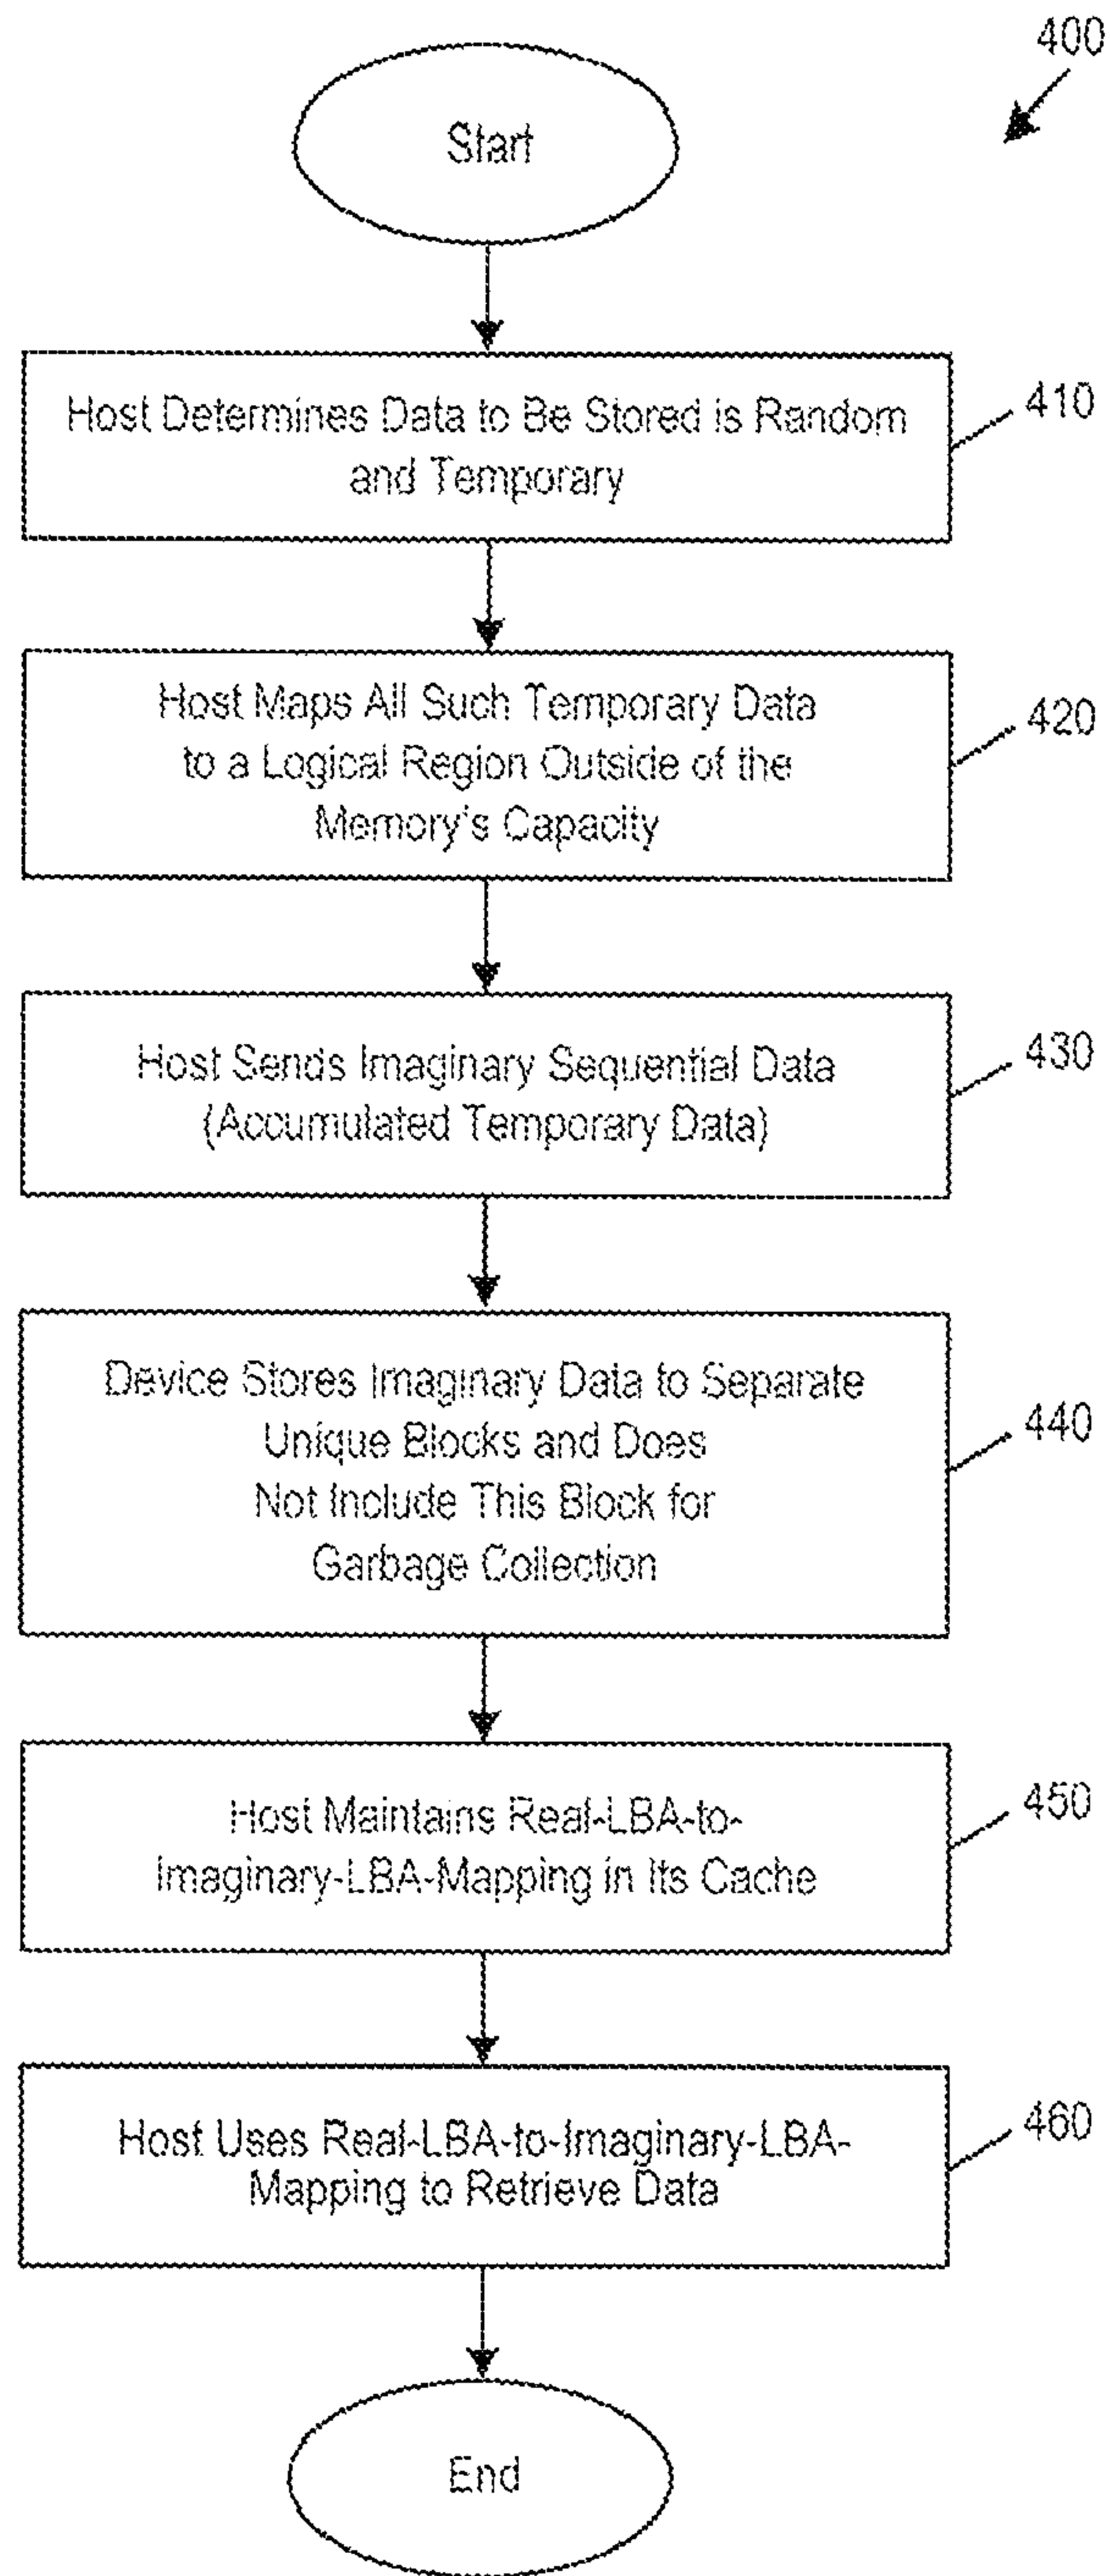 400
Start
Host Determines Data to Be Stored is Random
and Temporary
410
Host Maps All Such Temporary Data
to a Logical Region Outside of the
Memory's Capacity
420
Host Sends Imaginary Sequential Data
(Accumulated Temporary Data)
430
Device Stores Imaginary Data to Separate
Unique Blocks and Does
Not Include This Block for
Garbage Collection
440
Host Maintains Real-LBA-to-
Imaginary-LBA-Mapping in Its Cache
450
Host Uses Real-LBA-to-Imaginary-LBA-
Mapping to Retrieve Data
460
End